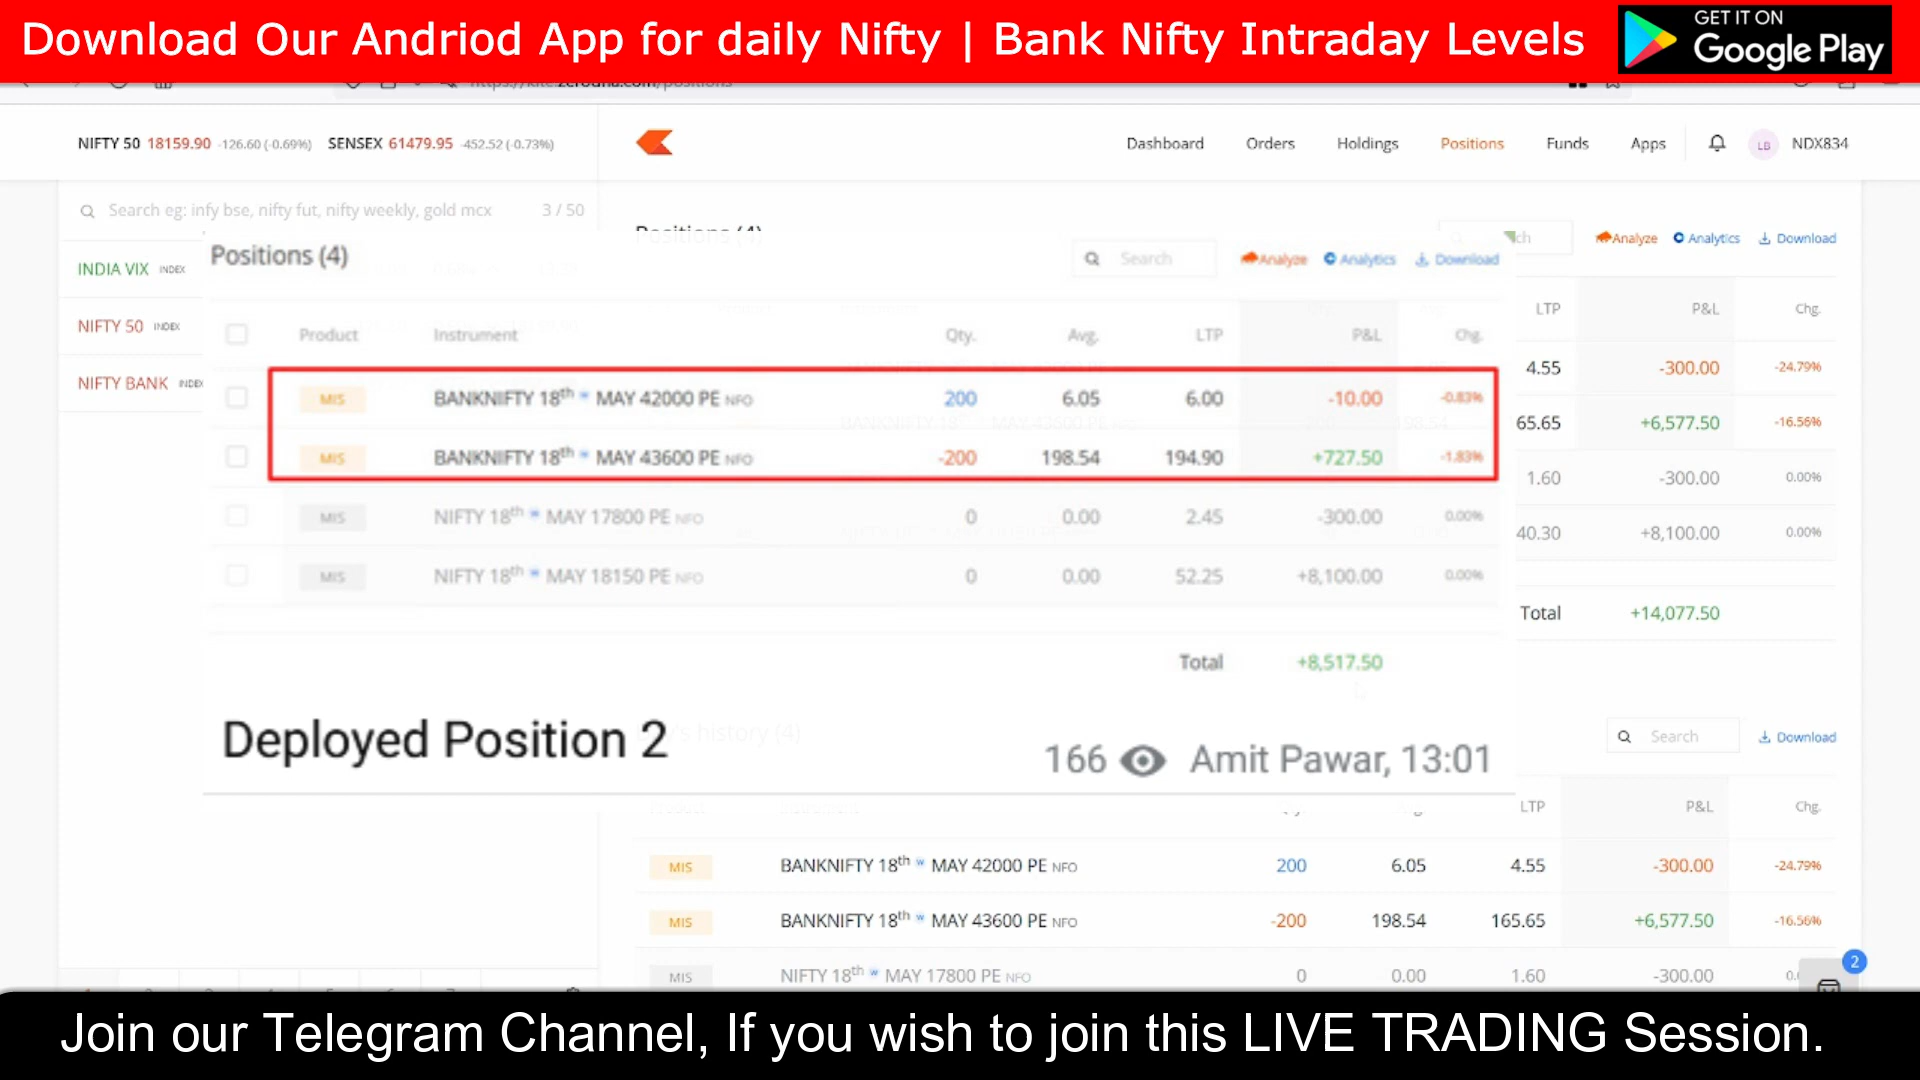 Download Our Andriod App for daily Nifty | Bank Nifty Intraday Levels
GET IT ON
Google Play
NIFTY 50 18159.90 -126.60 (-0.69%) SENSEX 61479.95 -452.52 (-0.73%)
Dashboard Orders Holdings Positions Funds Apps LB NDX834
Search eg: infy bse, nifty fut, nifty weekly, gold mcx 3 / 50
Positions (4)
Analyze Analytics Download
INDIA VIX INDEX
NIFTY 50 INDEX
NIFTY BANK INDEX
Positions (4) Search Analyze Analytics Download
Product Instrument Qty. Avg. LTP P&L Chg.
MIS BANKNIFTY 18th w MAY 42000 PE NFO 200 6.05 6.00 -10.00 -0.83%
MIS BANKNIFTY 18th w MAY 43600 PE NFO -200 198.54 194.90 +727.50 -1.83%
MIS NIFTY 18th w MAY 17800 PE NFO 0 0.00 2.45 -300.00 0.00%
MIS NIFTY 18th w MAY 18150 PE NFO 0 0.00 52.25 +8,100.00 0.00%
Total +8,517.50
Deployed Position 2
166 Amit Pawar, 13:01
LTP P&L Chg.
4.55 -300.00 -24.79%
65.65 +6,577.50 -16.56%
1.60 -300.00 0.00%
40.30 +8,100.00 0.00%
Total +14,077.50
's history (4) Search Download
LTP P&L Chg.
MIS BANKNIFTY 18th w MAY 42000 PE NFO 200 6.05 4.55 -300.00 -24.79%
MIS BANKNIFTY 18th w MAY 43600 PE NFO -200 198.54 165.65 +6,577.50 -16.56%
MIS NIFTY 18th w MAY 17800 PE NFO 0 0.00 1.60 -300.00
2
Join our Telegram Channel, If you wish to join this LIVE TRADING Session.